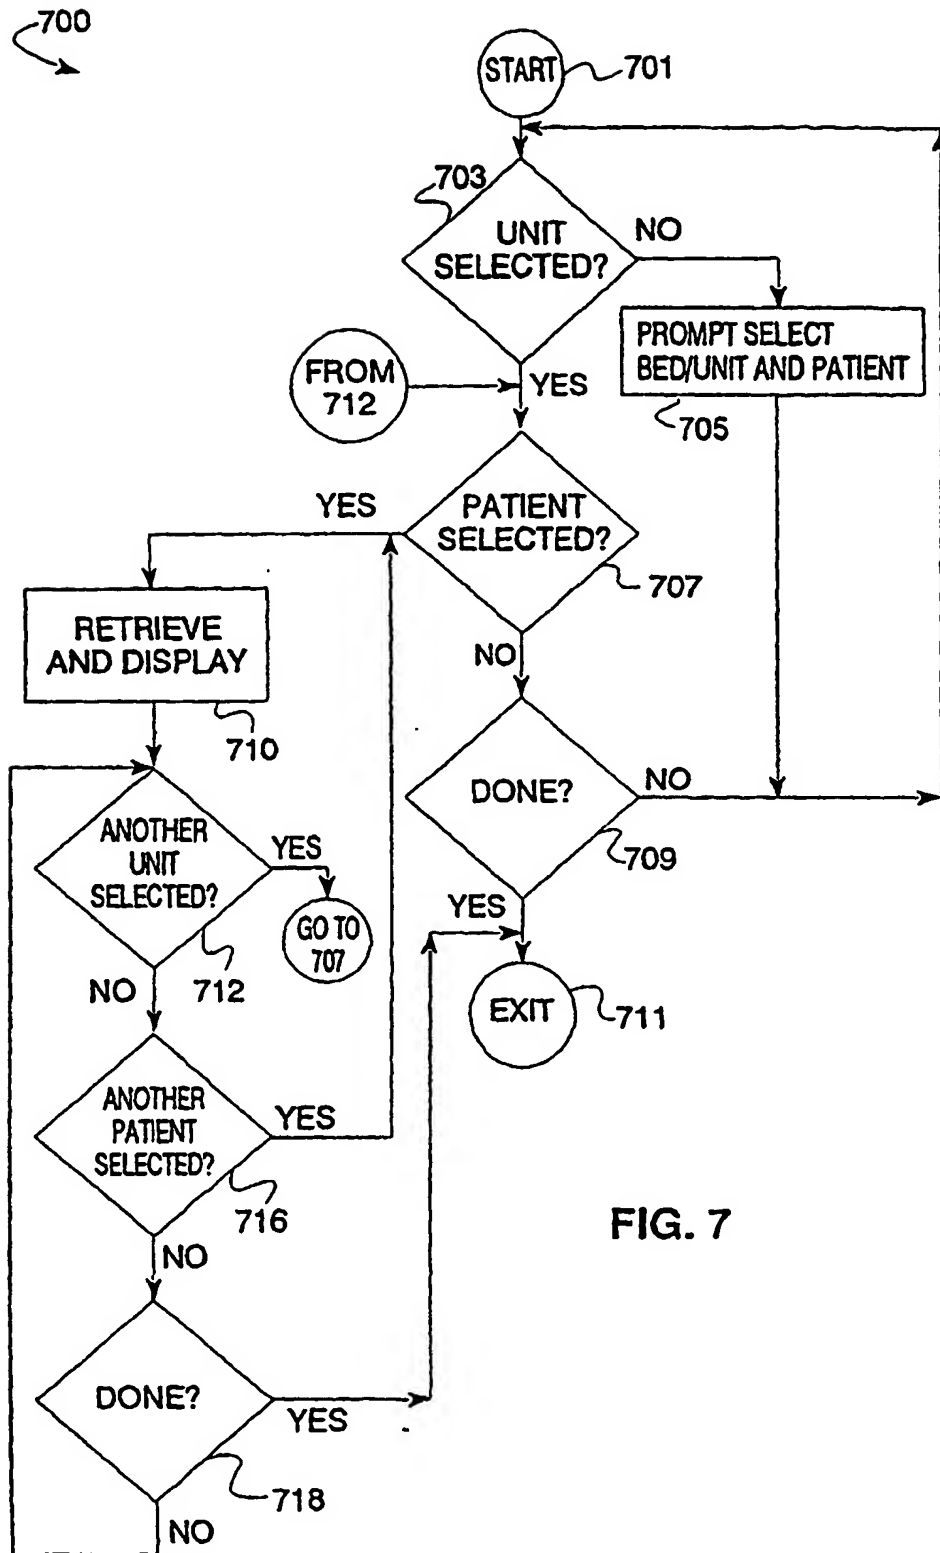 700
START
701
703
UNIT
SELECTED?
NO
PROMPT SELECT
BED/UNIT AND PATIENT
705
FROM
712
YES
YES
PATIENT
SELECTED?
707
RETRIEVE
AND DISPLAY
710
NO
DONE?
NO
709
ANOTHER
UNIT
SELECTED?
YES
GO TO
707
712
YES
EXIT
711
NO
ANOTHER
PATIENT
SELECTED?
YES
716
FIG. 7
NO
DONE?
YES
718
NO